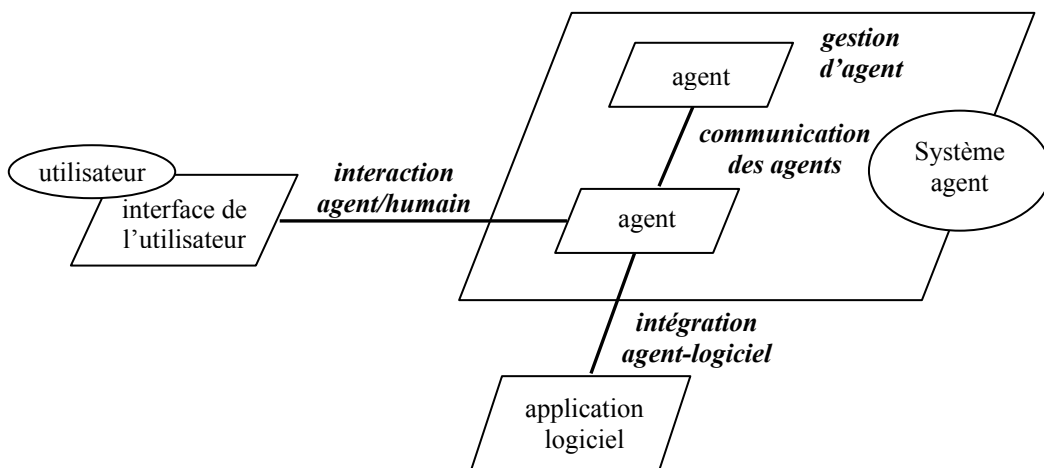 gestion
d’agent
agent
communication
des agents
Système
agent
utilisateur
interface de
l’utilisateur
interaction
agent/humain
agent
intégration
agent-logiciel
application
logiciel